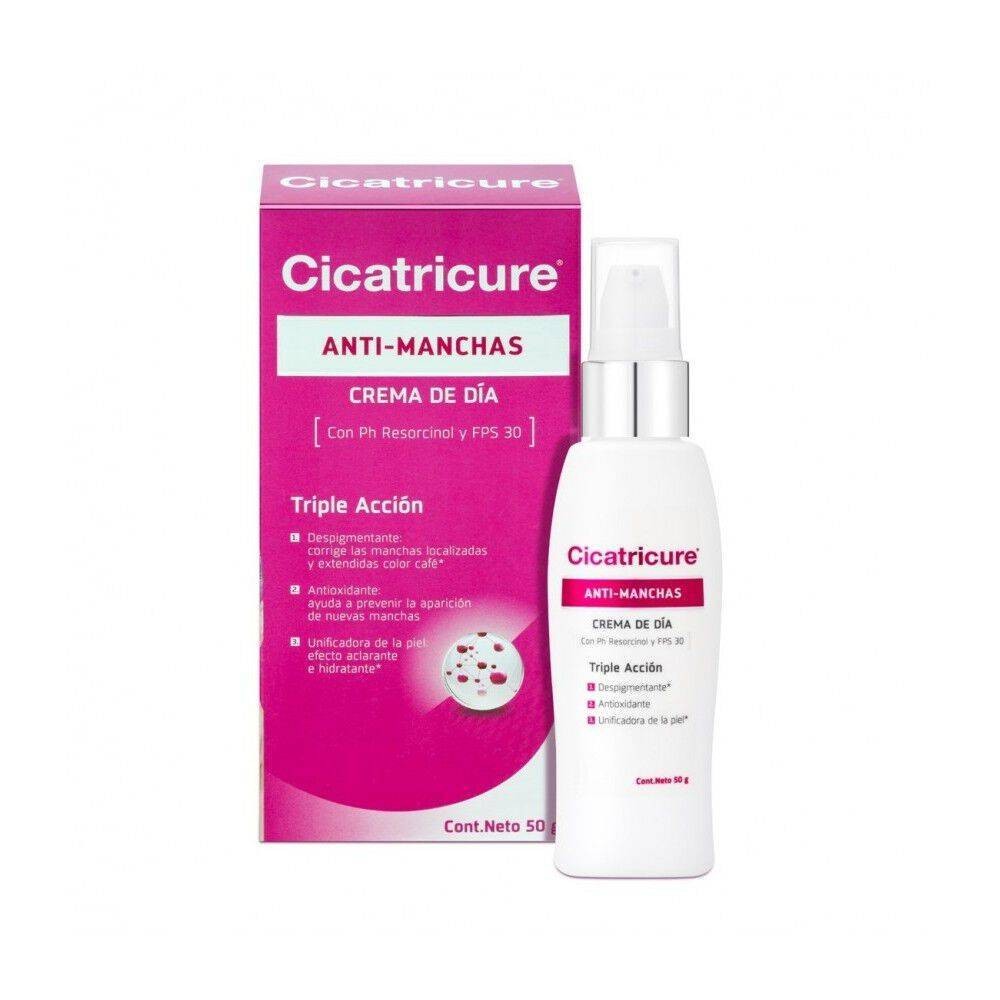 Cicatricure®
Cicatricure®
ANTI-MANCHAS
CREMA DE DÍA
[Con Ph Resorcinol y FPS 30]
Triple Acción
1. Despigmentante:
corrige las manchas localizadas
y extendidas color café*
2. Antioxidante:
ayuda a prevenir la aparición
de nuevas manchas
3. Unificadora de la piel:
efecto aclarante
e hidratante*
Cont.Neto 50 g
Cicatricure®
ANTI-MANCHAS
CREMA DE DÍA
Con Ph Resorcinol y FPS 30
Triple Acción
1. Despigmentante*
2. Antioxidante
3. Unificadora de la piel*
Cont.Neto 50 g